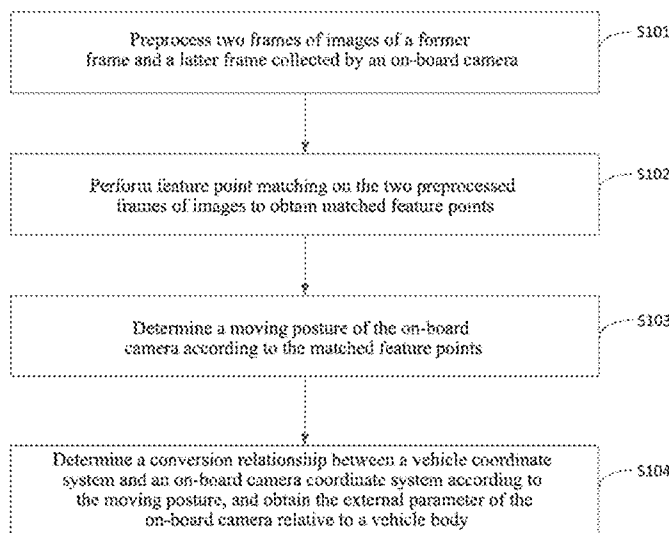 Preprocess two frames of images of a former
frame and a latter frame collected by an on-board camera
S101
Perform feature point matching on the two preprocessed
frames of images to obtain matched feature points
S102
Determine a moving posture of the on-board
camera according to the matched feature points
S103
Determine a conversion relationship between a vehicle coordinate
system and an on-board camera coordinate system according to
the moving posture, and obtain the external parameter of the
on-board camera relative to a vehicle body
S104